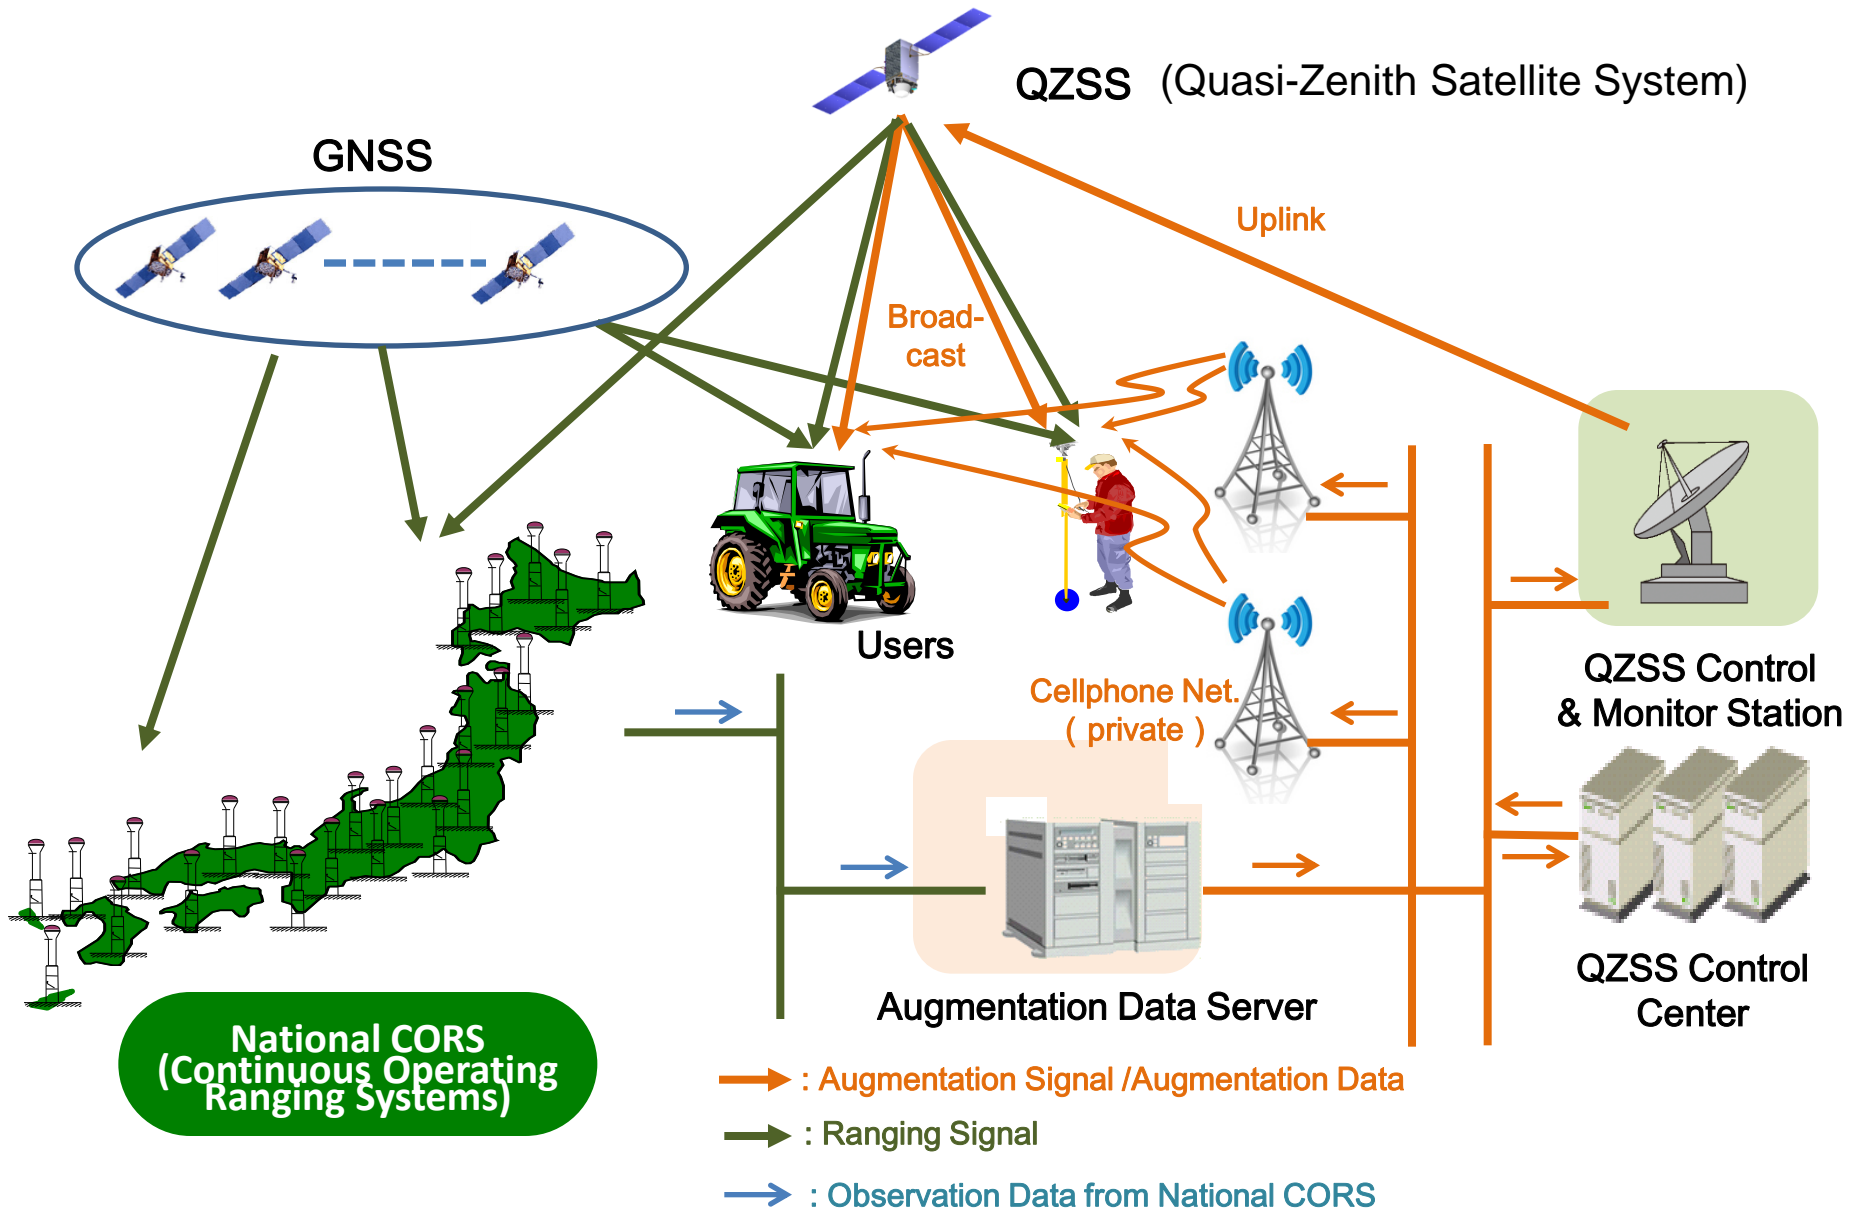 QZSS (Quasi-Zenith Satellite System)
GNSS
Uplink
Broad-
cast
Users
Cellphone Net.
( private )
QZSS Control
& Monitor Station
QZSS Control
Center
Augmentation Data Server
National CORS
(Continuous Operating
Ranging Systems)
: Augmentation Signal /Augmentation Data
: Ranging Signal
: Observation Data from National CORS